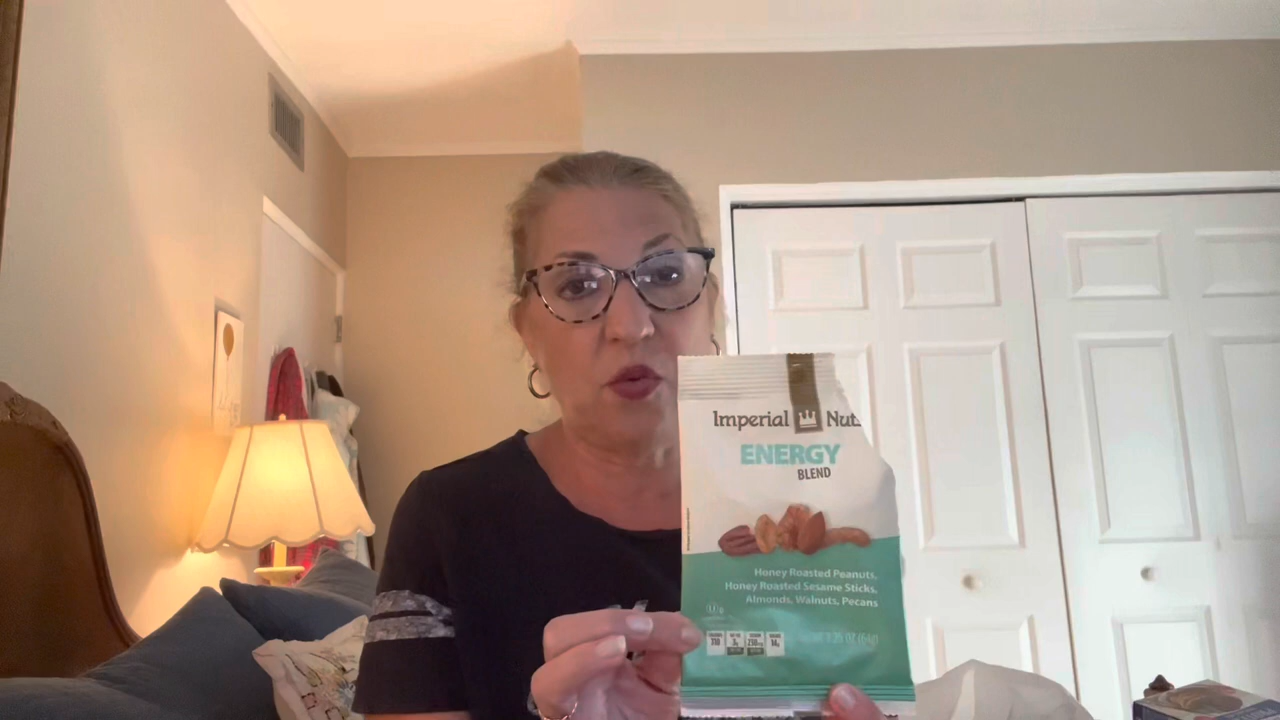 Imperial Nuts
ENERGY
BLEND
Honey Roasted Peanuts,
Honey Roasted Sesame Sticks,
Almonds, Walnuts, Pecans